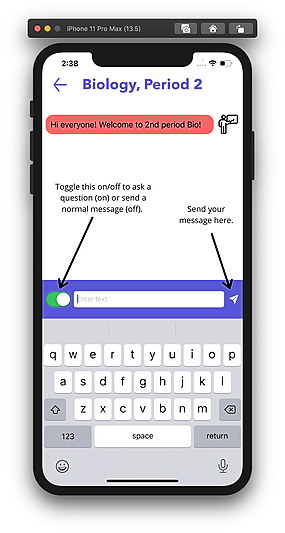 iPhone 11 Pro Max (13.5)
2:38
Biology, Period 2
Hi everyone! Welcome to 2nd period Bio!
Toggle this on/off to ask a
question (on) or send a
normal message (off).
Send your
message here.
Enter text
q w e r t y u i o p
a s d f g h j k l
z x c v b n m
123 space return